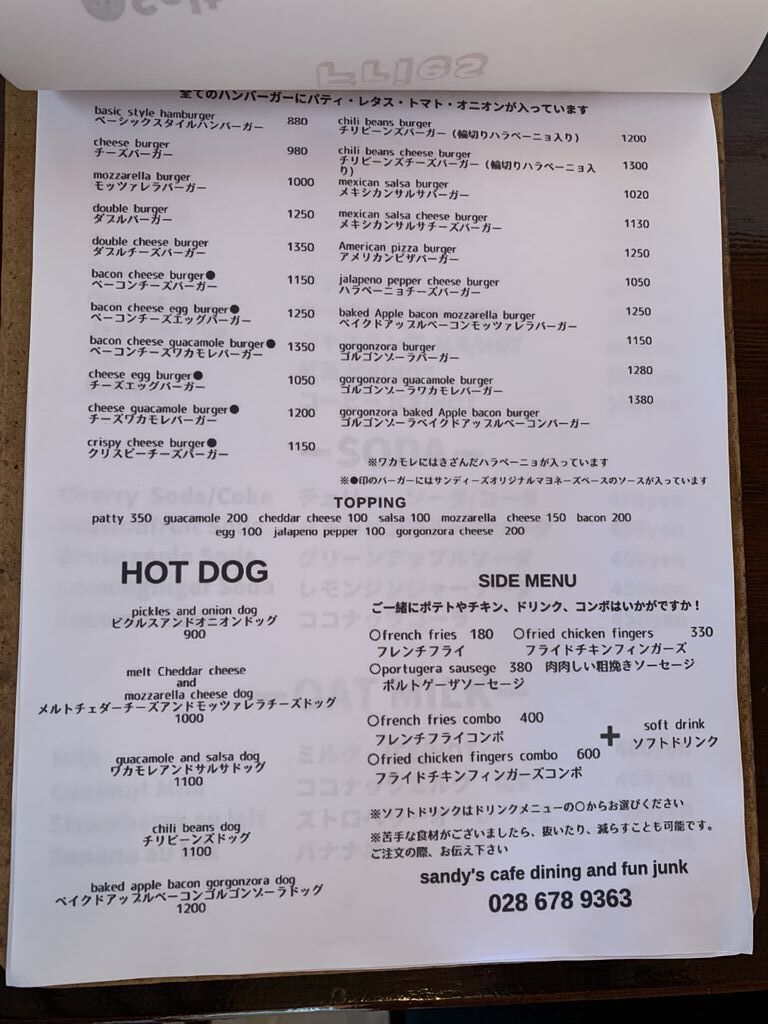 全てのハンバーガーにパティ・レタス・トマト・オニオンが入っています
basic style hamburger 880
ベーシックスタイルハンバーガー
cheese burger 980
チーズバーガー
mozzarella burger 1000
モッツァレラバーガー
double burger 1250
ダブルバーガー
double cheese burger 1350
ダブルチーズバーガー
bacon cheese burger● 1150
ベーコンチーズバーガー
bacon cheese egg burger● 1250
ベーコンチーズエッグバーガー
bacon cheese guacamole burger● 1350
ベーコンチーズワカモレバーガー
cheese egg burger● 1050
チーズエッグバーガー
cheese guacamole burger● 1200
チーズワカモレバーガー
crispy cheese burger● 1150
クリスピーチーズバーガー
chili beans burger
チリビーンズバーガー（輪切りハラペーニョ入り） 1200
chili beans cheese burger
チリビーンズチーズバーガー（輪切りハラペーニョ入 1300
り）
mexican salsa burger 1020
メキシカンサルサバーガー
mexican salsa cheese burger 1130
メキシカンサルサチーズバーガー
American pizza burger 1250
アメリカンピザバーガー
jalapeno pepper cheese burger 1050
ハラペーニョチーズバーガー
baked Apple bacon mozzarella burger 1250
ベイクドアップルベーコンモッツァレラバーガー
gorgonzora burger 1150
ゴルゴンゾーラバーガー
gorgonzora guacamole burger 1280
ゴルゴンゾーラワカモレバーガー
gorgonzora baked Apple bacon burger 1380
ゴルゴンゾーラベイクドアップルベーコンバーガー
※ワカモレにはきざんだハラペーニョが入っています
※●印のバーガーにはサンディーズオリジナルマヨネーズベースのソースが入っています
TOPPING
patty 350 guacamole 200 cheddar cheese 100 salsa 100 mozzarella cheese 150 bacon 200
egg 100 jalapeno pepper 100 gorgonzora cheese 200
HOT DOG
pickles and onion dog
ピクルスアンドオニオンドッグ
900
melt Cheddar cheese
and
mozzarella cheese dog
メルトチェダーチーズアンドモッツァレラチーズドッグ
1000
guacamole and salsa dog
ワカモレアンドサルサドッグ
1100
chili beans dog
チリビーンズドッグ
1100
baked apple bacon gorgonzora dog
ベイクドアップルベーコンゴルゴンゾーラドッグ
1200
SIDE MENU
ご一緒にポテトやチキン、ドリンク、コンボはいかがですか！
○french fries 180 ○fried chicken fingers 330
フレンチフライ フライドチキンフィンガーズ
○portugera sausege 380 肉肉しい粗挽きソーセージ
ポルトゲーザソーセージ
○french fries combo 400
フレンチフライコンボ
○fried chicken fingers combo 600
フライドチキンフィンガーズコンボ
+ soft drink
ソフトドリンク
※ソフトドリンクはドリンクメニューの○からお選びください
※苦手な食材がございましたら、抜いたり、減らすことも可能です。
ご注文の際、お伝え下さい
sandy's cafe dining and fun junk
028 678 9363